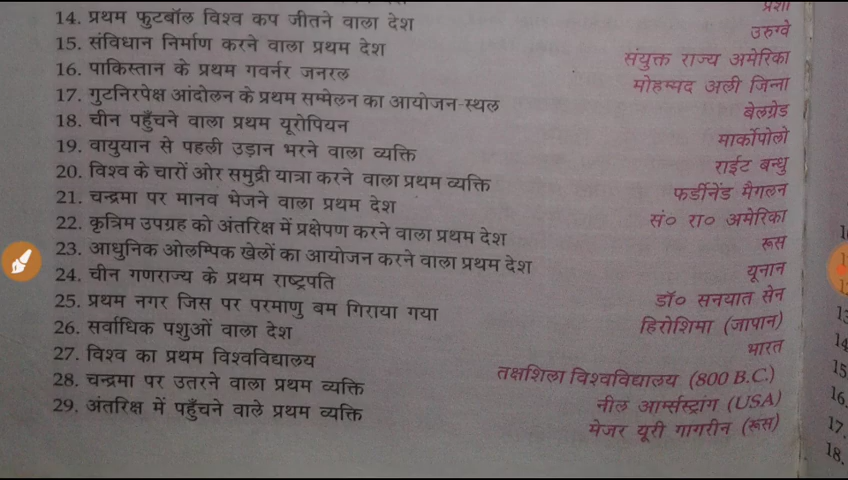 14. प्रथम फुटबॉल विश्व कप जीतने वाला देश उरुग्वे
15. संविधान निर्माण करने वाला प्रथम देश संयुक्त राज्य अमेरिका
16. पाकिस्तान के प्रथम गवर्नर जनरल मोहम्मद अली जिन्ना
17. गुटनिरपेक्ष आंदोलन के प्रथम सम्मेलन का आयोजन-स्थल बेलग्रेड
18. चीन पहुँचने वाला प्रथम यूरोपियन मार्कोपोलो
19. वायुयान से पहली उड़ान भरने वाला व्यक्ति राईट बन्धु
20. विश्व के चारों ओर समुद्री यात्रा करने वाला प्रथम व्यक्ति फर्डीनेंड मैगलन
21. चन्द्रमा पर मानव भेजने वाला प्रथम देश सं० रा० अमेरिका
22. कृत्रिम उपग्रह को अंतरिक्ष में प्रक्षेपण करने वाला प्रथम देश रूस
23. आधुनिक ओलम्पिक खेलों का आयोजन करने वाला प्रथम देश यूनान
24. चीन गणराज्य के प्रथम राष्ट्रपति डॉ० सनयात सेन
25. प्रथम नगर जिस पर परमाणु बम गिराया गया हिरोशिमा (जापान)
26. सर्वाधिक पशुओं वाला देश भारत
27. विश्व का प्रथम विश्वविद्यालय तक्षशिला विश्वविद्यालय (800 B.C.)
28. चन्द्रमा पर उतरने वाला प्रथम व्यक्ति नील आर्म्सस्ट्रांग (USA)
29. अंतरिक्ष में पहुँचने वाले प्रथम व्यक्ति मेजर यूरी गागरीन (रूस)
14
15
16.
17.
18.